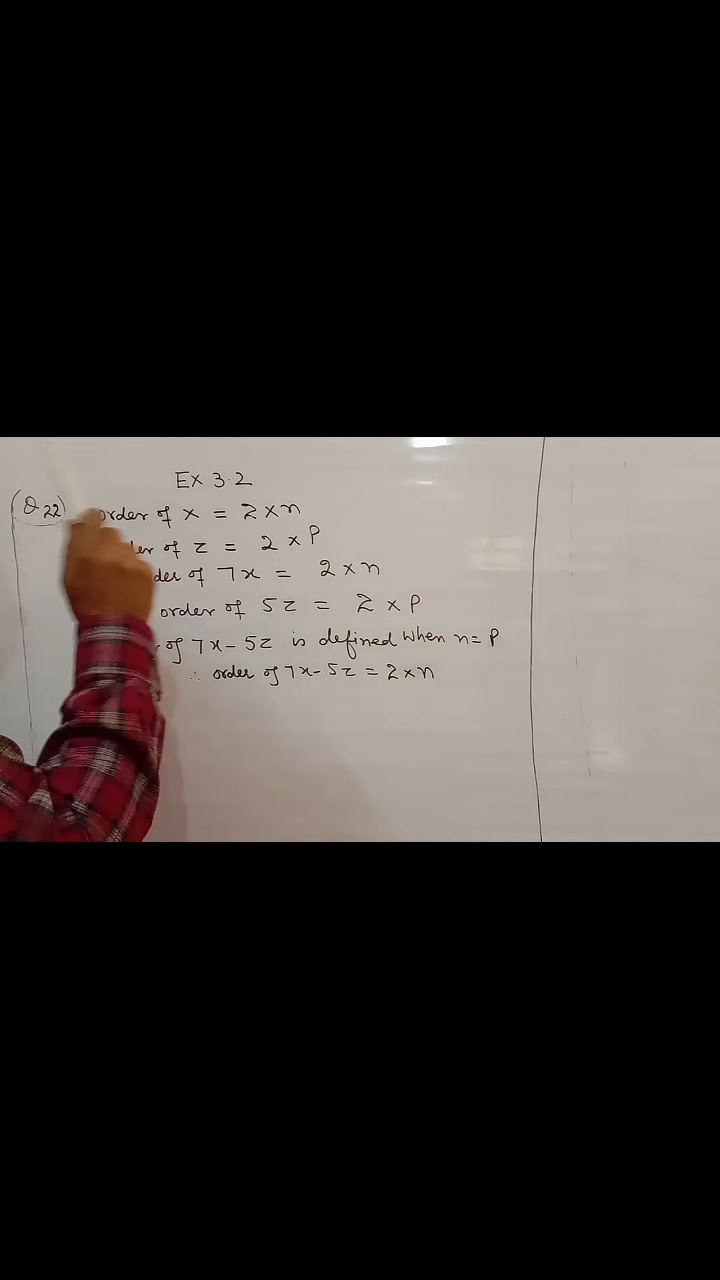 Ex 3.2
Q 22 order of x = 2 × n
of z = 2 × P
of 7x = 2 × n
order of 5z = 2 × P
of 7x - 5z is defined when n = P
∴ order of 7x - 5z = 2 × n